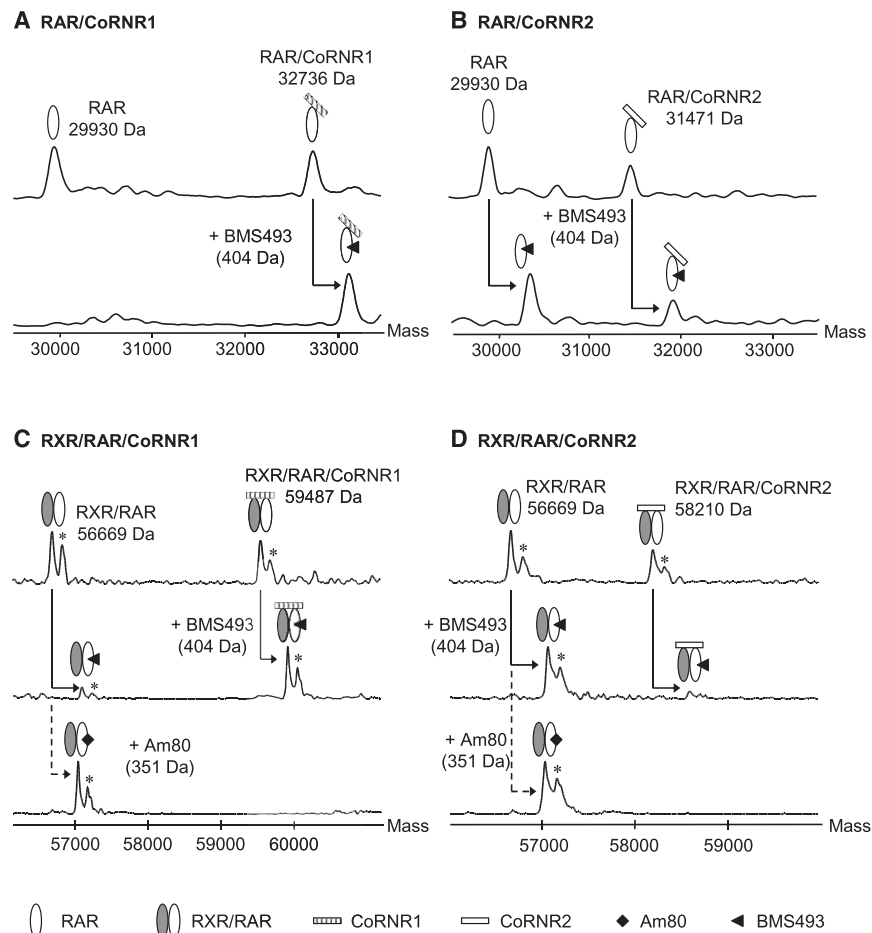 A RAR/CoRNR1
RAR
29930 Da
RAR/CoRNR1
32736 Da
+ BMS493
(404 Da)
Mass
30000 31000 32000 33000
B RAR/CoRNR2
RAR
29930 Da
RAR/CoRNR2
31471 Da
+ BMS493
(404 Da)
Mass
30000 31000 32000 33000
C RXR/RAR/CoRNR1
RXR/RAR
56669 Da
*
RXR/RAR/CoRNR1
59487 Da
*
+ BMS493
(404 Da)
*
*
+ Am80
(351 Da)
*
Mass
57000 58000 59000 60000
D RXR/RAR/CoRNR2
RXR/RAR
56669 Da
*
RXR/RAR/CoRNR2
58210 Da
*
+ BMS493
(404 Da)
*
+ Am80
(351 Da)
*
Mass
57000 58000 59000
RAR RXR/RAR CoRNR1 CoRNR2 Am80 BMS493